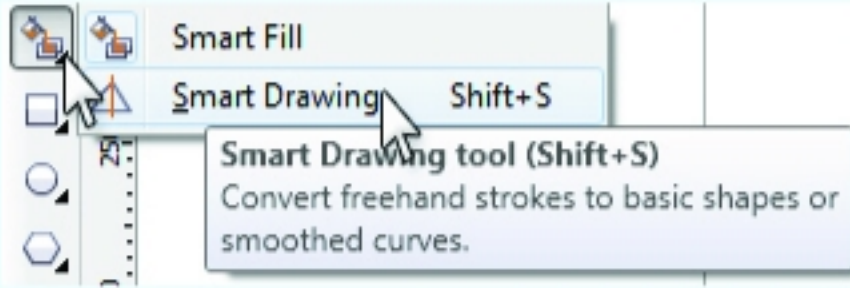 Smart Fill
Smart Drawing Shift+S
Smart Drawing tool (Shift+S)
Convert freehand strokes to basic shapes or
smoothed curves.